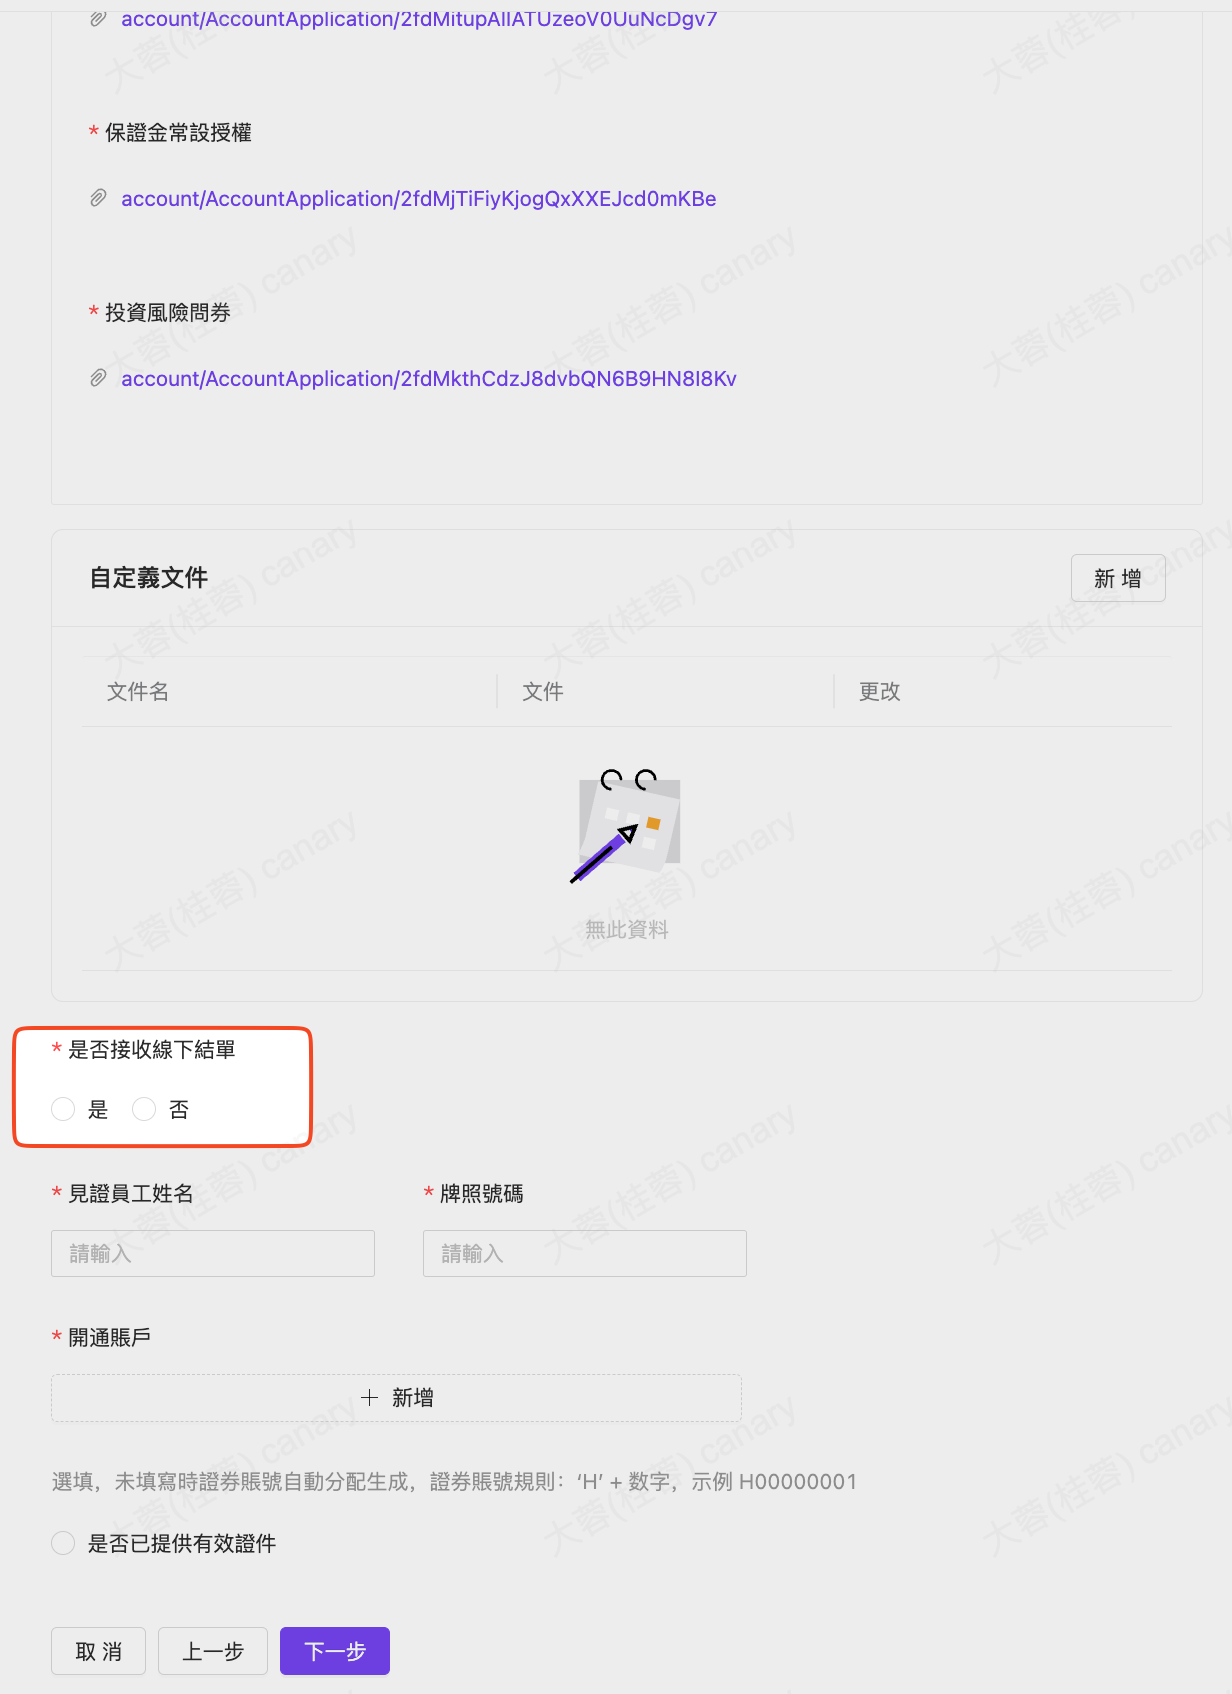 account/AccountApplication/2fdMitupAIIATUzeoV0UuNcDgv7
* 保證金常設授權
account/AccountApplication/2fdMjTiFiyKjogQxXXEJcd0mKBe
* 投資風險問券
account/AccountApplication/2fdMkthCdzJ8dvbQN6B9HN8I8Kv
自定義文件
新 增
文件名 文件 更改
無此資料
* 是否接收線下結單
是 否
* 見證員工姓名 * 牌照號碼
請輸入 請輸入
* 開通賬戶
+ 新增
選填，未填寫時證券賬號自動分配生成，證券賬號規則：‘H’ + 数字，示例 H00000001
是否已提供有效證件
取 消 上一步 下一步
大蓉(桂蓉) canary